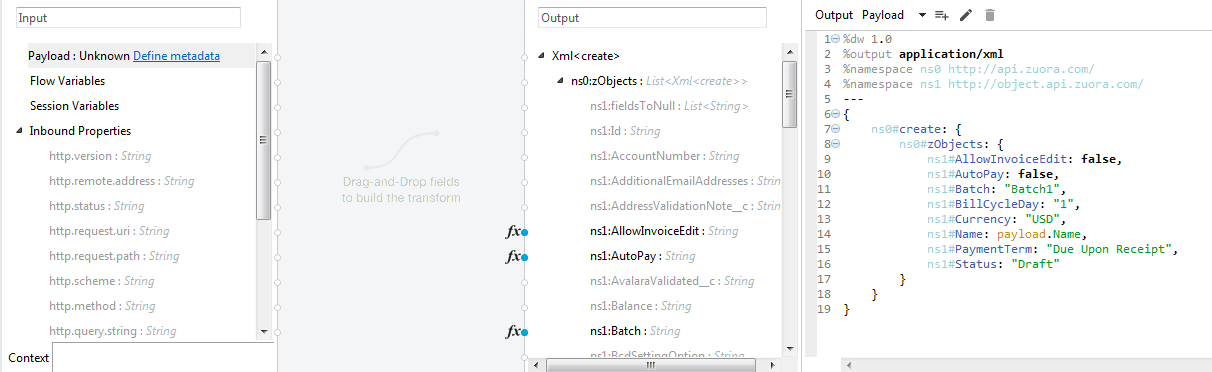 Input
Payload : Unknown Define metadata
Flow Variables
Session Variables
Inbound Properties
http.version : String
http.remote.address : String
http.status : String
http.request.uri : String
http.request.path : String
http.scheme : String
http.method : String
http.query.string : String
Context
Drag-and-Drop fields
to build the transform
fx
fx
fx
Output
Xml<create>
ns0:zObjects : List<Xml<create>>
ns1:fieldsToNull : List<String>
ns1:Id : String
ns1:AccountNumber : String
ns1:AdditionalEmailAddresses : String
ns1:AddressValidationNote__c : Strin
ns1:AllowInvoiceEdit : String
ns1:AutoPay : String
ns1:AvalaraValidated__c : String
ns1:Balance : String
ns1:Batch : String
ns1:BcdSettingOption : String
Output Payload
1 %dw 1.0
2 %output application/xml
3 %namespace ns0 http://api.zuora.com/
4 %namespace ns1 http://object.api.zuora.com/
5 ---
6 {
7 ns0#create: {
8 ns0#zObjects: {
9 ns1#AllowInvoiceEdit: false,
10 ns1#AutoPay: false,
11 ns1#Batch: "Batch1",
12 ns1#BillCycleDay: "1",
13 ns1#Currency: "USD",
14 ns1#Name: payload.Name,
15 ns1#PaymentTerm: "Due Upon Receipt",
16 ns1#Status: "Draft"
17 }
18 }
19 }